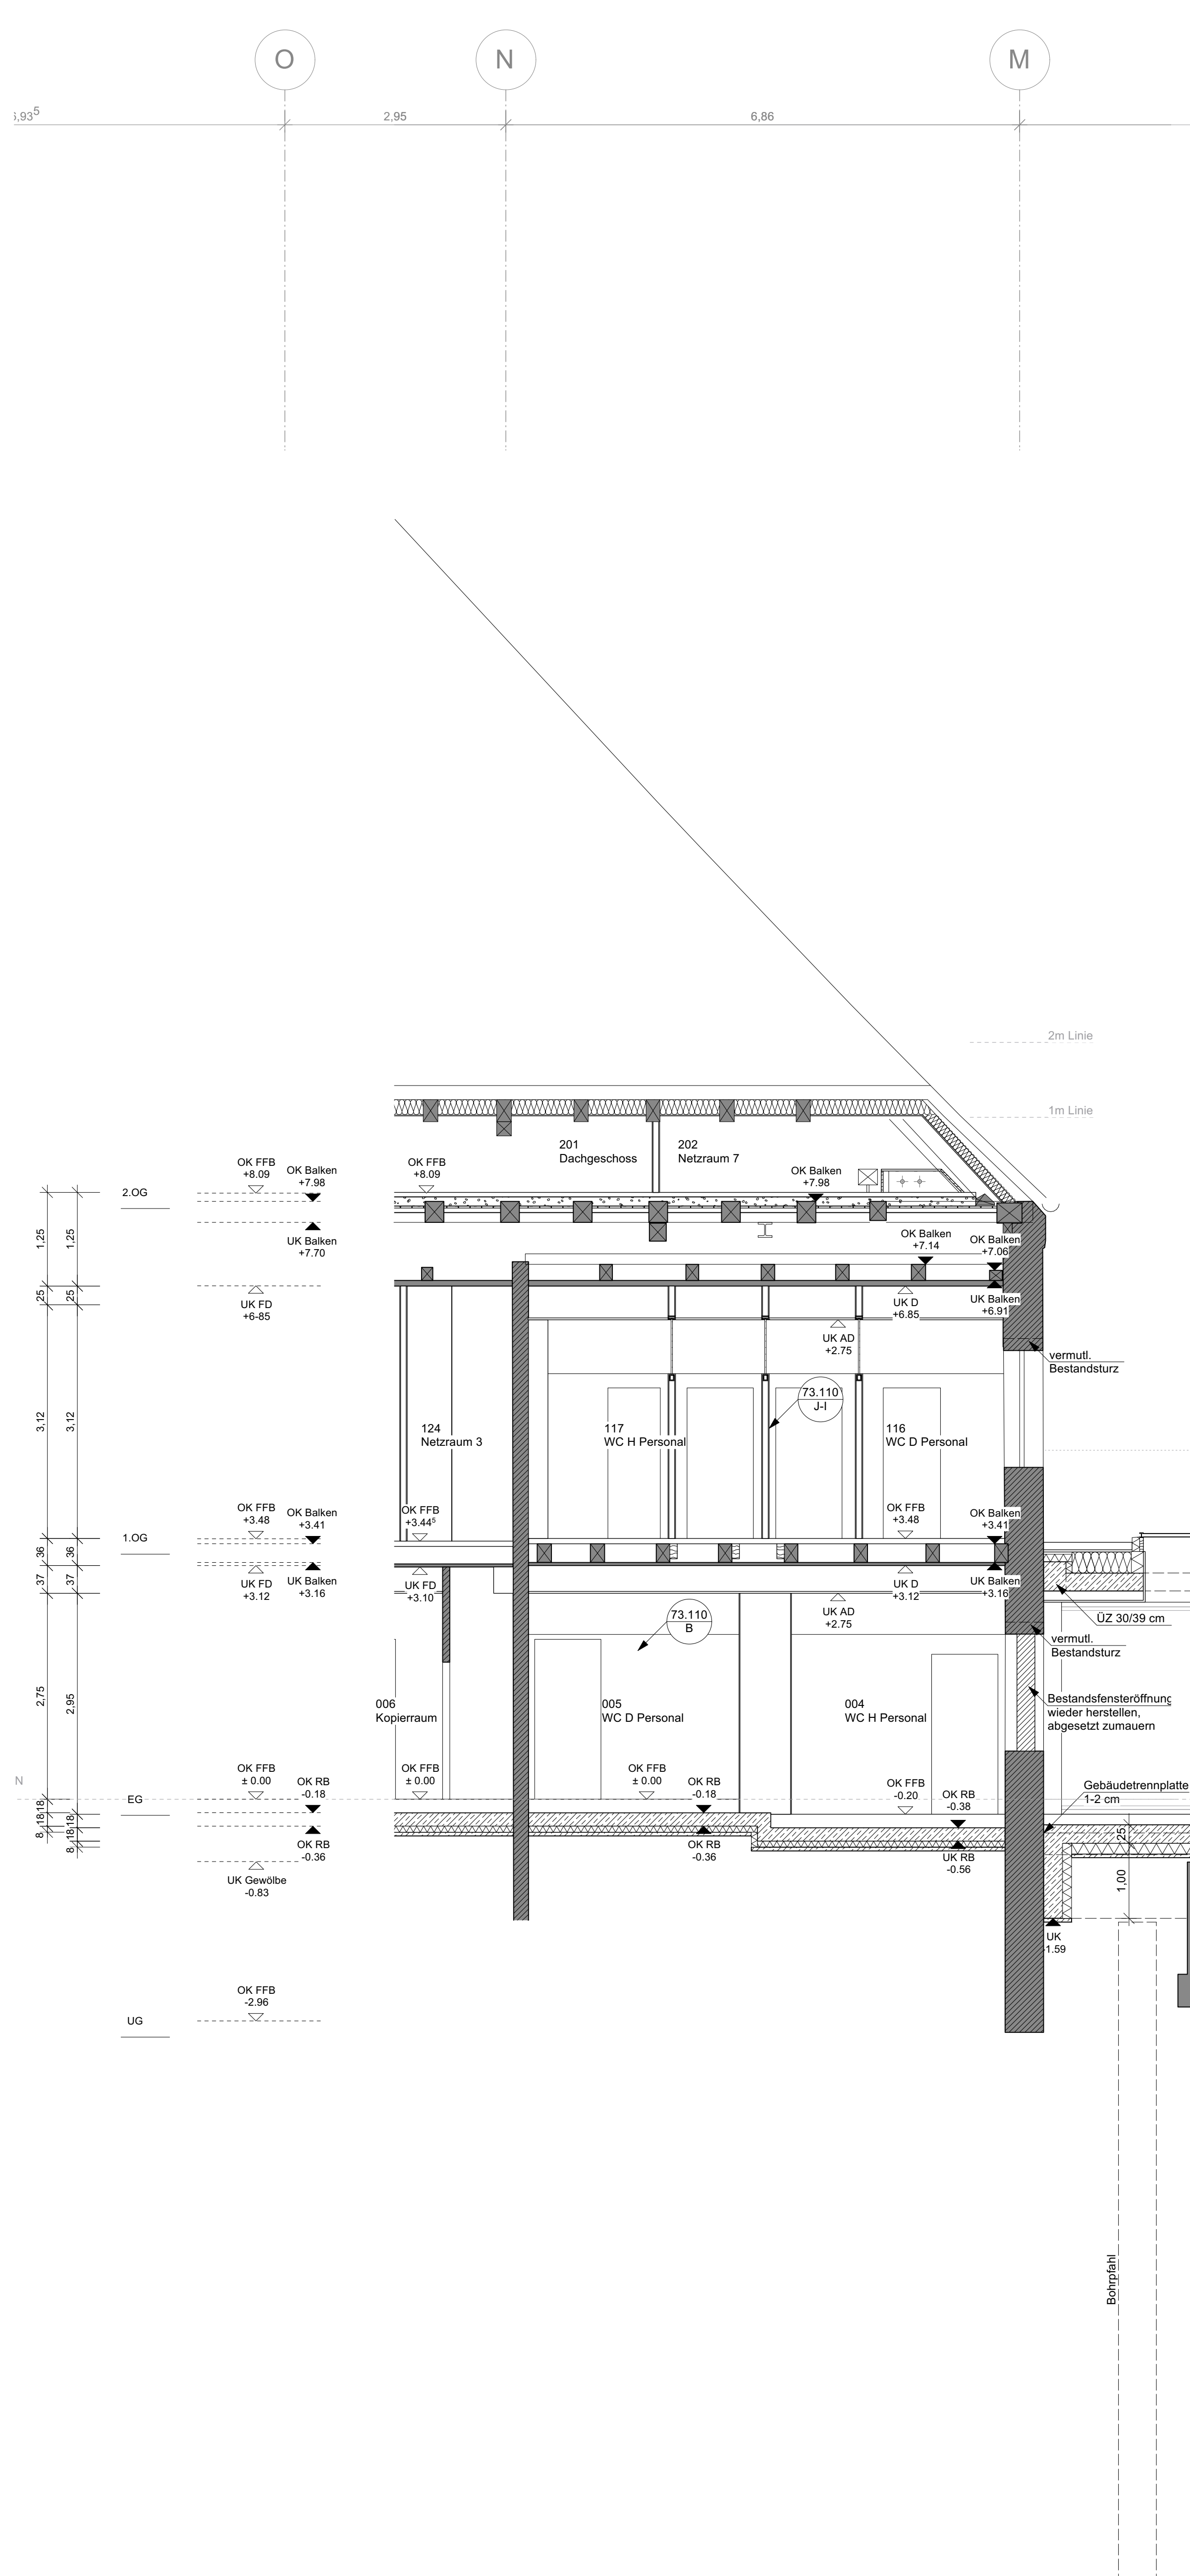 O
N
M
6,93⁵
2,95
6,86
2m Linie
1m Linie
201
Dachgeschoss
202
Netzraum 7
OK FFB
+8.09
OK Balken
+7.98
OK FFB
+8.09
OK Balken
+7.98
2.OG
UK Balken
+7.70
OK Balken
+7.14
OK Balken
+7.06
1,25
1,25
25
25
UK FD
+6-85
UK D
+6.85
UK Balken
+6.91
UK AD
+2.75
vermutl.
Bestandsturz
73.110
J-I
3,12
3,12
124
Netzraum 3
117
WC H Personal
116
WC D Personal
OK FFB
+3.48
OK Balken
+3.41
OK FFB
+3.44⁵
OK FFB
+3.48
OK Balken
+3.41
1.OG
36
36
37
37
UK FD
+3.12
UK Balken
+3.16
UK FD
+3.10
UK D
+3.12
UK Balken
+3.16
UK AD
+2.75
73.110
B
ÜZ 30/39 cm
vermutl.
Bestandsturz
2,75
2,95
006
Kopierraum
005
WC D Personal
004
WC H Personal
Bestandsfensteröffnung
wieder herstellen,
abgesetzt zumauern
N
OK FFB
± 0.00
OK RB
-0.18
OK FFB
± 0.00
OK FFB
± 0.00
OK RB
-0.18
OK FFB
-0.20
OK RB
-0.38
Gebäudetrennplatte
1-2 cm
EG
18
18
8
18
18
8
OK RB
-0.36
OK RB
-0.36
UK RB
-0.56
25
1,00
UK Gewölbe
-0.83
UK
1.59
OK FFB
-2.96
UG
Bohrpfahl